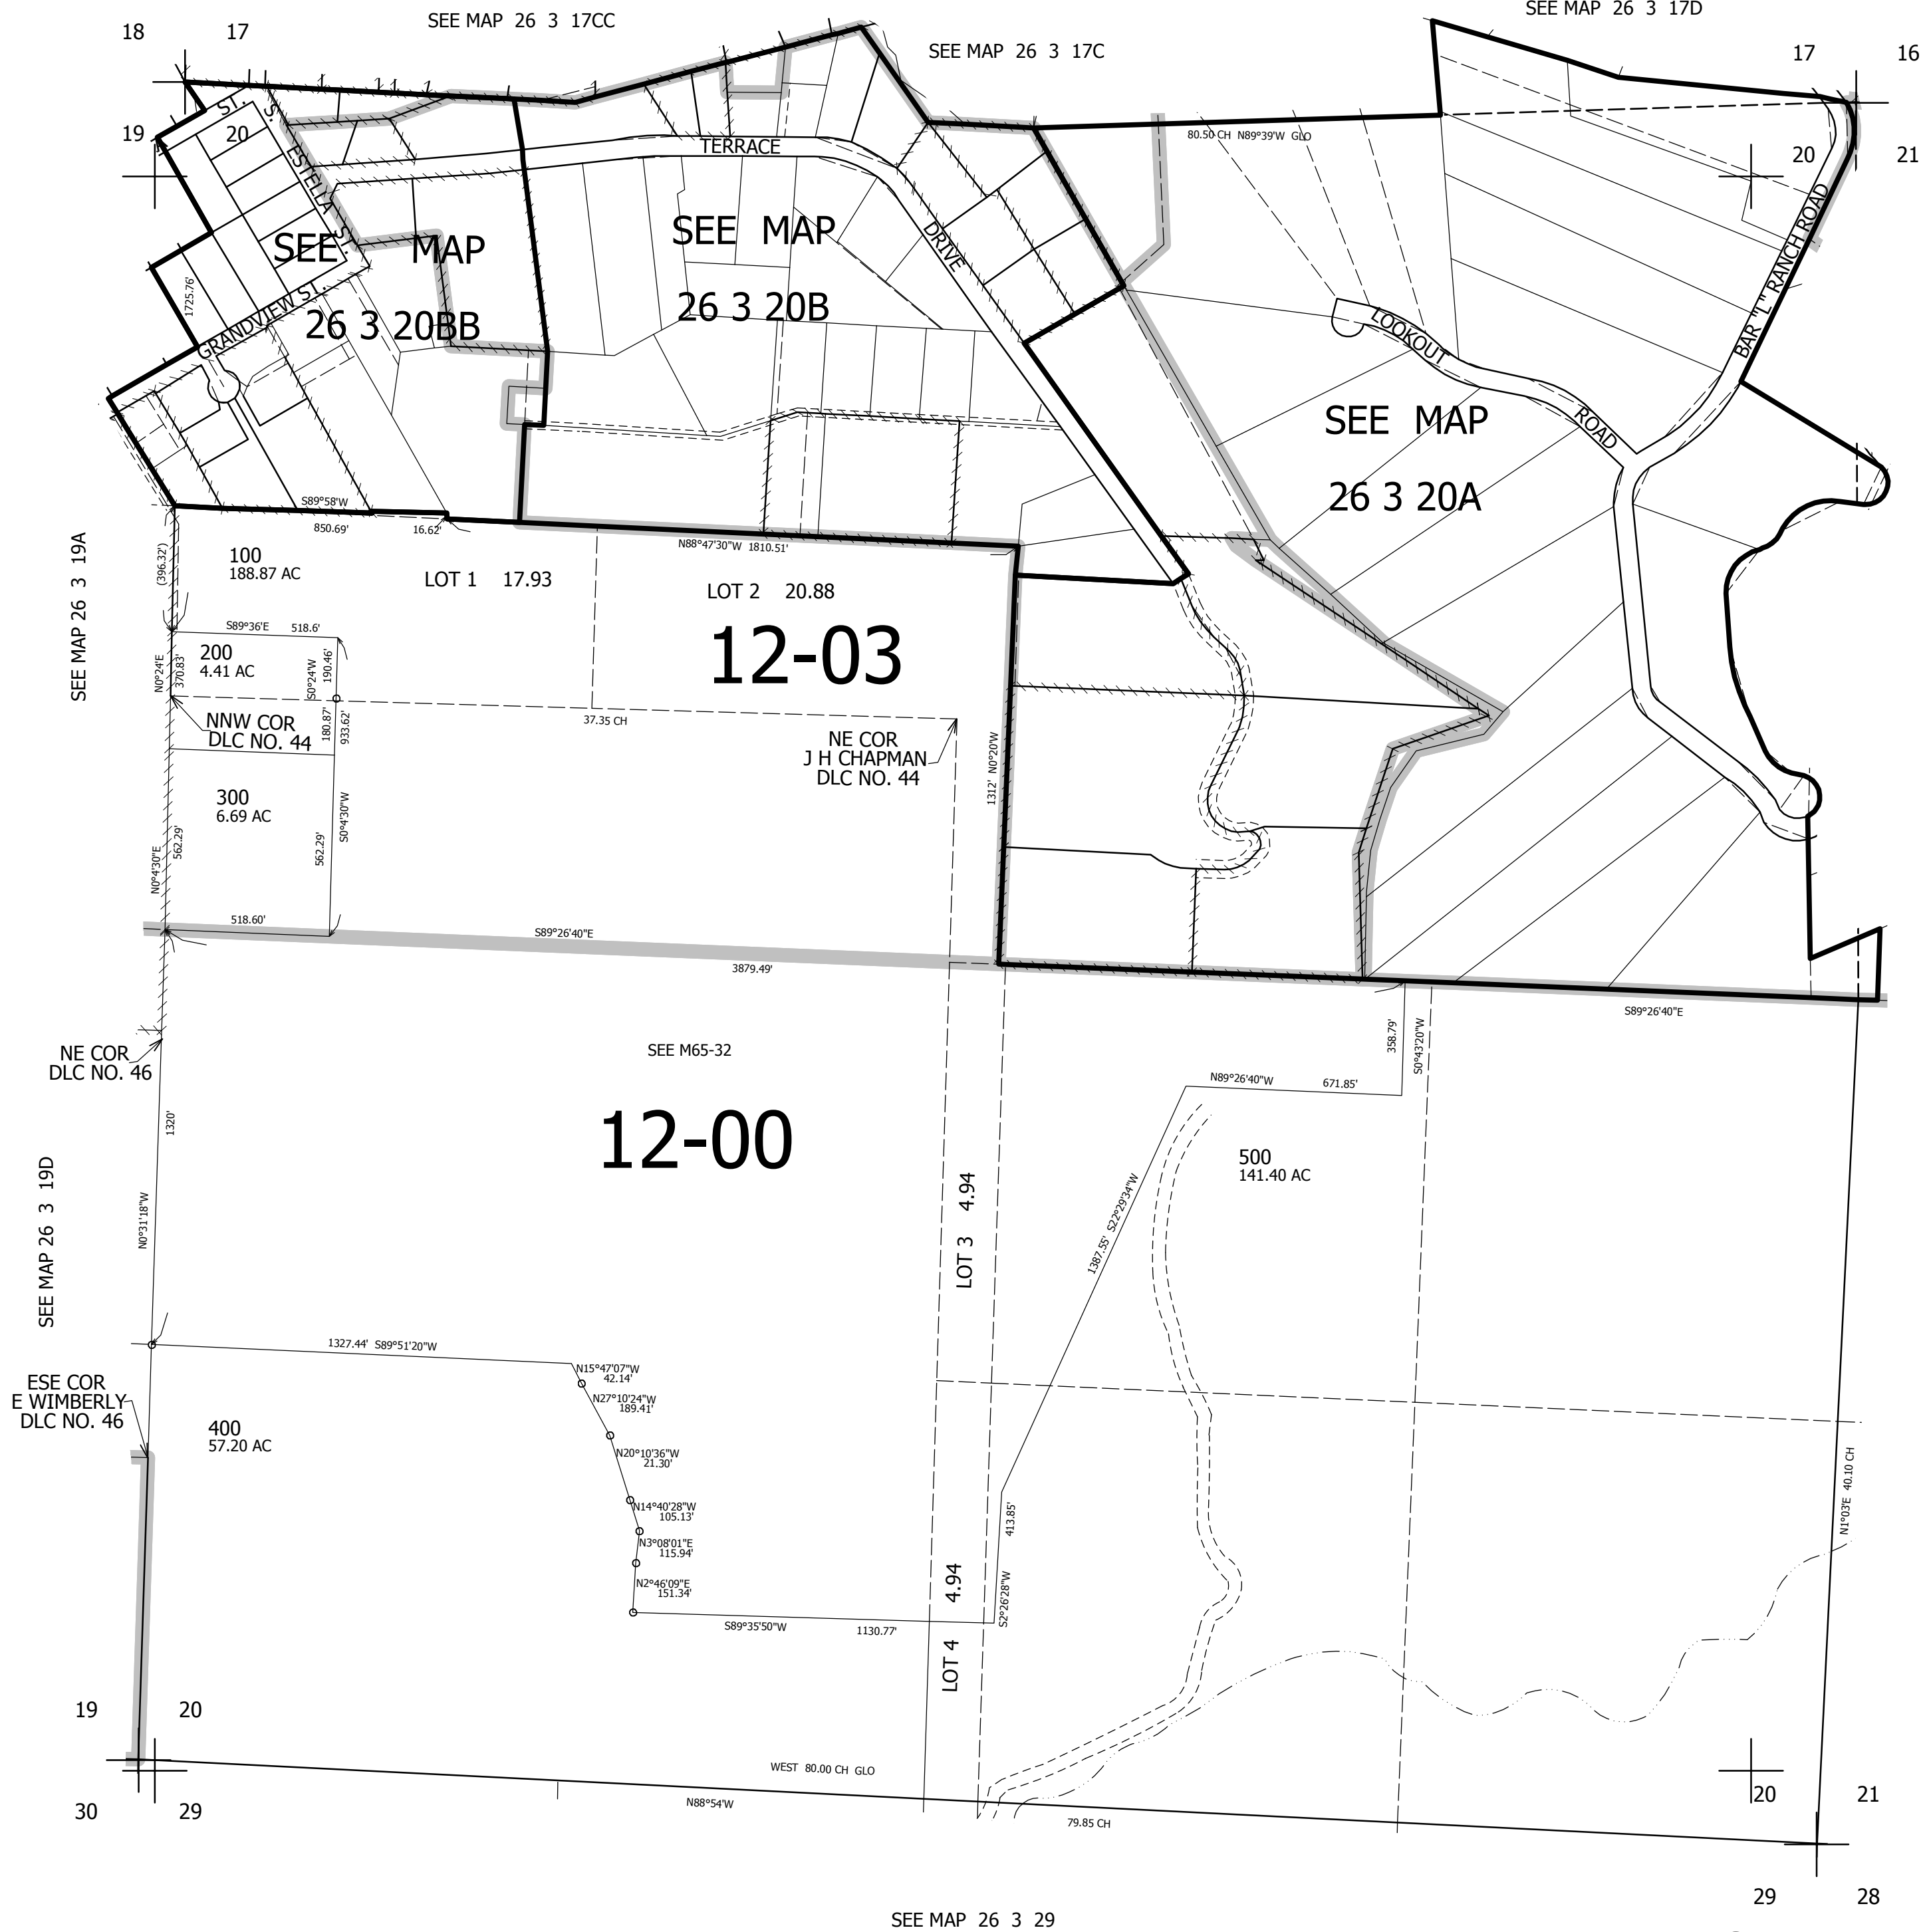 SEE MAP 26 3 17CC
SEE MAP 26 3 17C
SEE MAP 26 3 17D
18 17
17 16
19 20
20 21
ST.
S. ESTELLA ST.
TERRACE
DRIVE
80.50 CH N89°39'W GLO
BAR "L" RANCH ROAD
LOOKOUT
ROAD
SEE MAP
26 3 20BB
SEE MAP
26 3 20B
SEE MAP
26 3 20A
1725.76'
GRANDVIEW ST.
S89°58'W
850.69'
16.62'
N88°47'30"W 1810.51'
SEE MAP 26 3 19A
(396.32')
100
188.87 AC
LOT 1 17.93
LOT 2 20.88
12-03
S89°36'E 518.6'
200
4.41 AC
N0°24'E
370.83'
S0°24'W
190.46'
180.87'
933.62'
NNW COR
DLC NO. 44
37.35 CH
NE COR
J H CHAPMAN
DLC NO. 44
1312' N0°20'W
300
6.69 AC
562.29'
N0°4'30"E
562.29'
S0°4'30"W
518.60'
S89°26'40"E
3879.49'
S89°26'40"E
NE COR
DLC NO. 46
SEE M65-32
12-00
358.79'
S0°43'20"W
N89°26'40"W 671.85'
1320'
N0°31'18"W
SEE MAP 26 3 19D
500
141.40 AC
1387.55' S22°29'34"W
LOT 3 4.94
1327.44' S89°51'20"W
N15°47'07"W
42.14'
N27°10'24"W
189.41'
N20°10'36"W
21.30'
N14°40'28"W
105.13'
N3°08'01"E
115.94'
N2°46'09"E
151.34'
ESE COR
E WIMBERLY
DLC NO. 46
400
57.20 AC
413.85'
S2°26'28"W
S89°35'50"W 1130.77'
LOT 4 4.94
N1°03'E 40.10 CH
19 20
30 29
WEST 80.00 CH GLO
N88°54'W
79.85 CH
20 21
29 28
SEE MAP 26 3 29